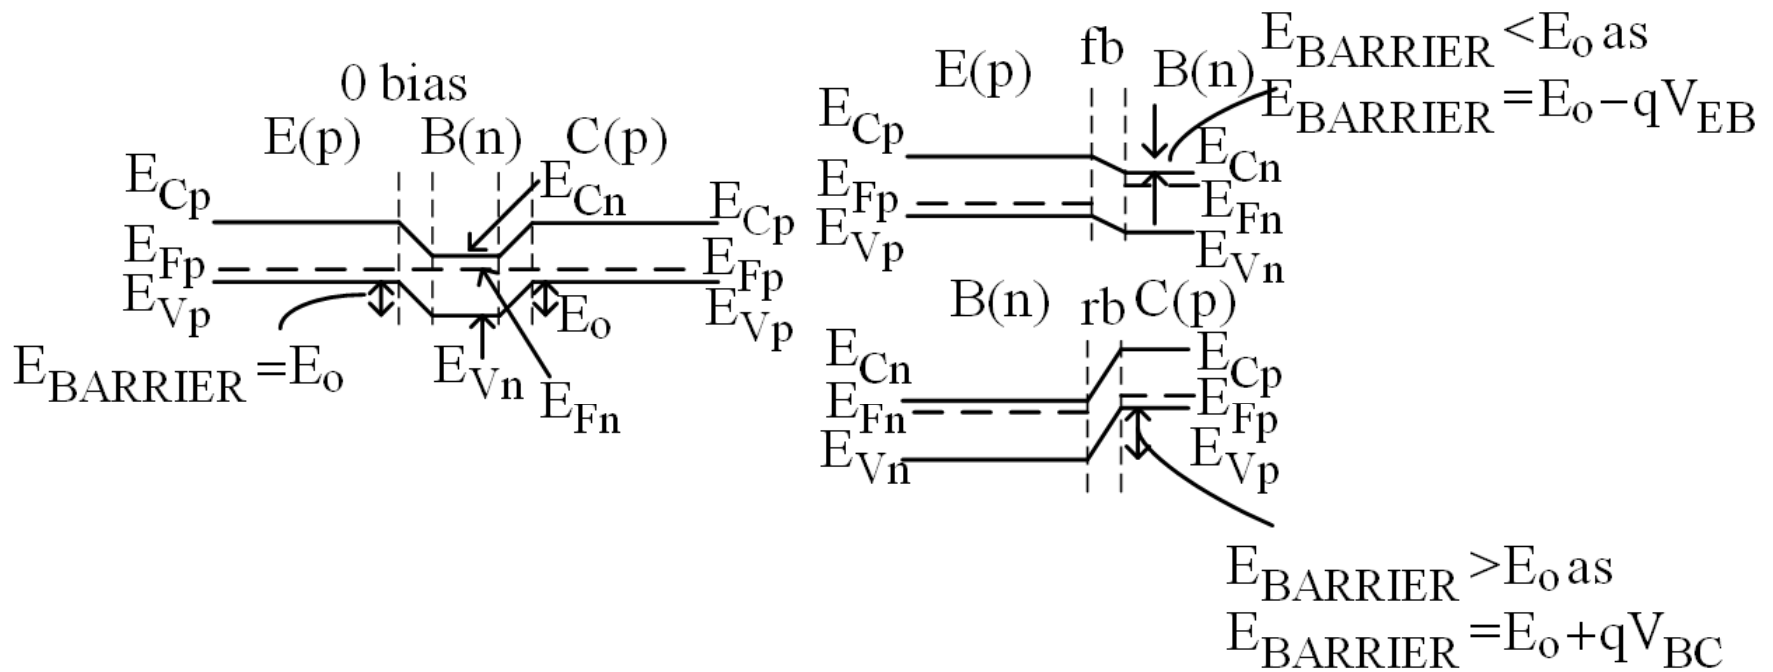 0 bias
E(p) B(n) C(p)
E_Cp
E_Cn
E_Cp
E_Fp
E_Fp
E_Vp
E_o
E_Vp
E_BARRIER =E_o
E_Vn
E_Fn
E(p) fb B(n)
E_BARRIER <E_o as
E_BARRIER =E_o−qV_EB
E_Cp
E_Cn
E_Fp
E_Fn
E_Vp
E_Vn
B(n) rb C(p)
E_Cn
E_Cp
E_Fn
E_Fp
E_Vn
E_Vp
E_BARRIER >E_o as
E_BARRIER =E_o+qV_BC